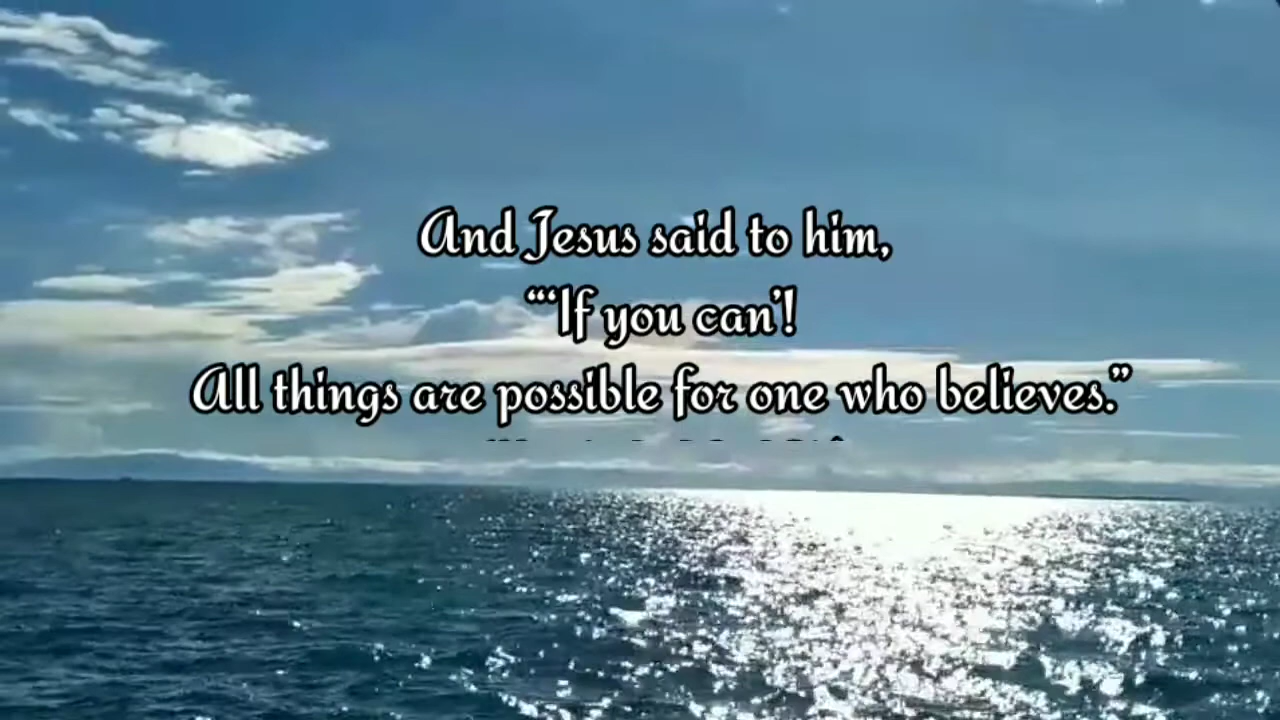 And Jesus said to him,
“‘If you can’!
All things are possible for one who believes.”